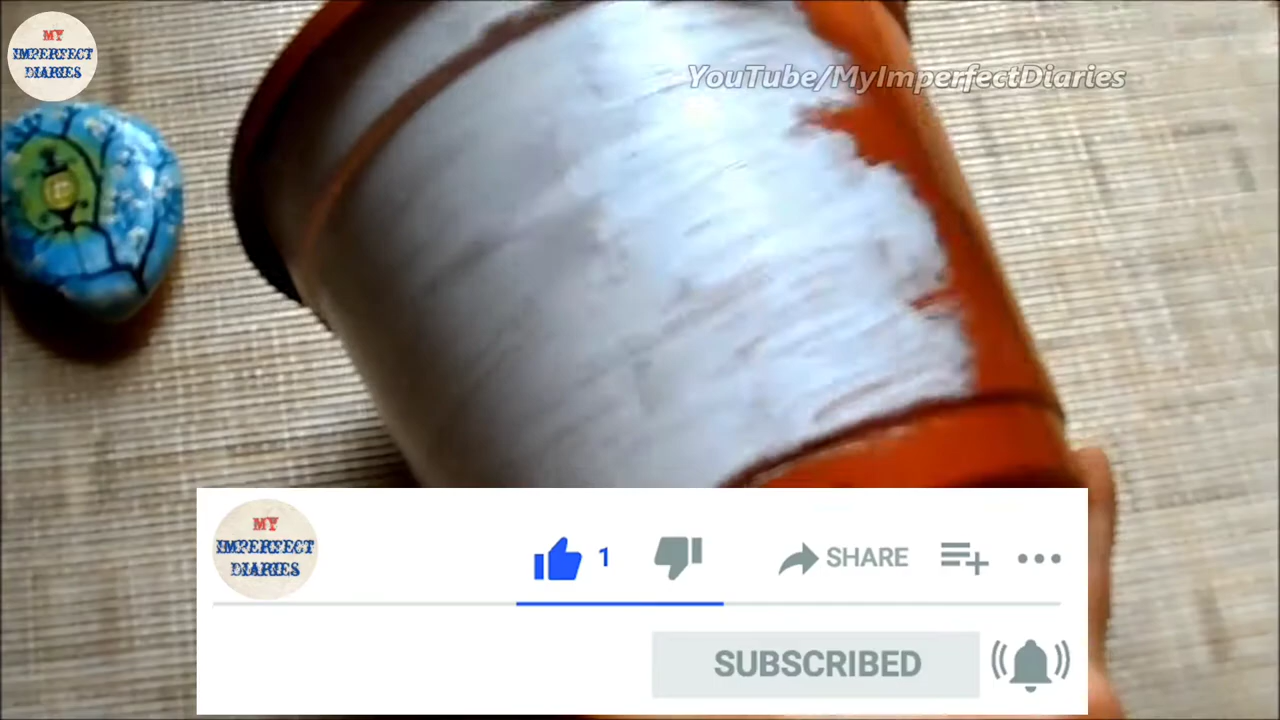 MY
IMPERFECT
DIARIES
YouTube/MyImperfectDiaries
MY
IMPERFECT
DIARIES
1
SHARE
SUBSCRIBED